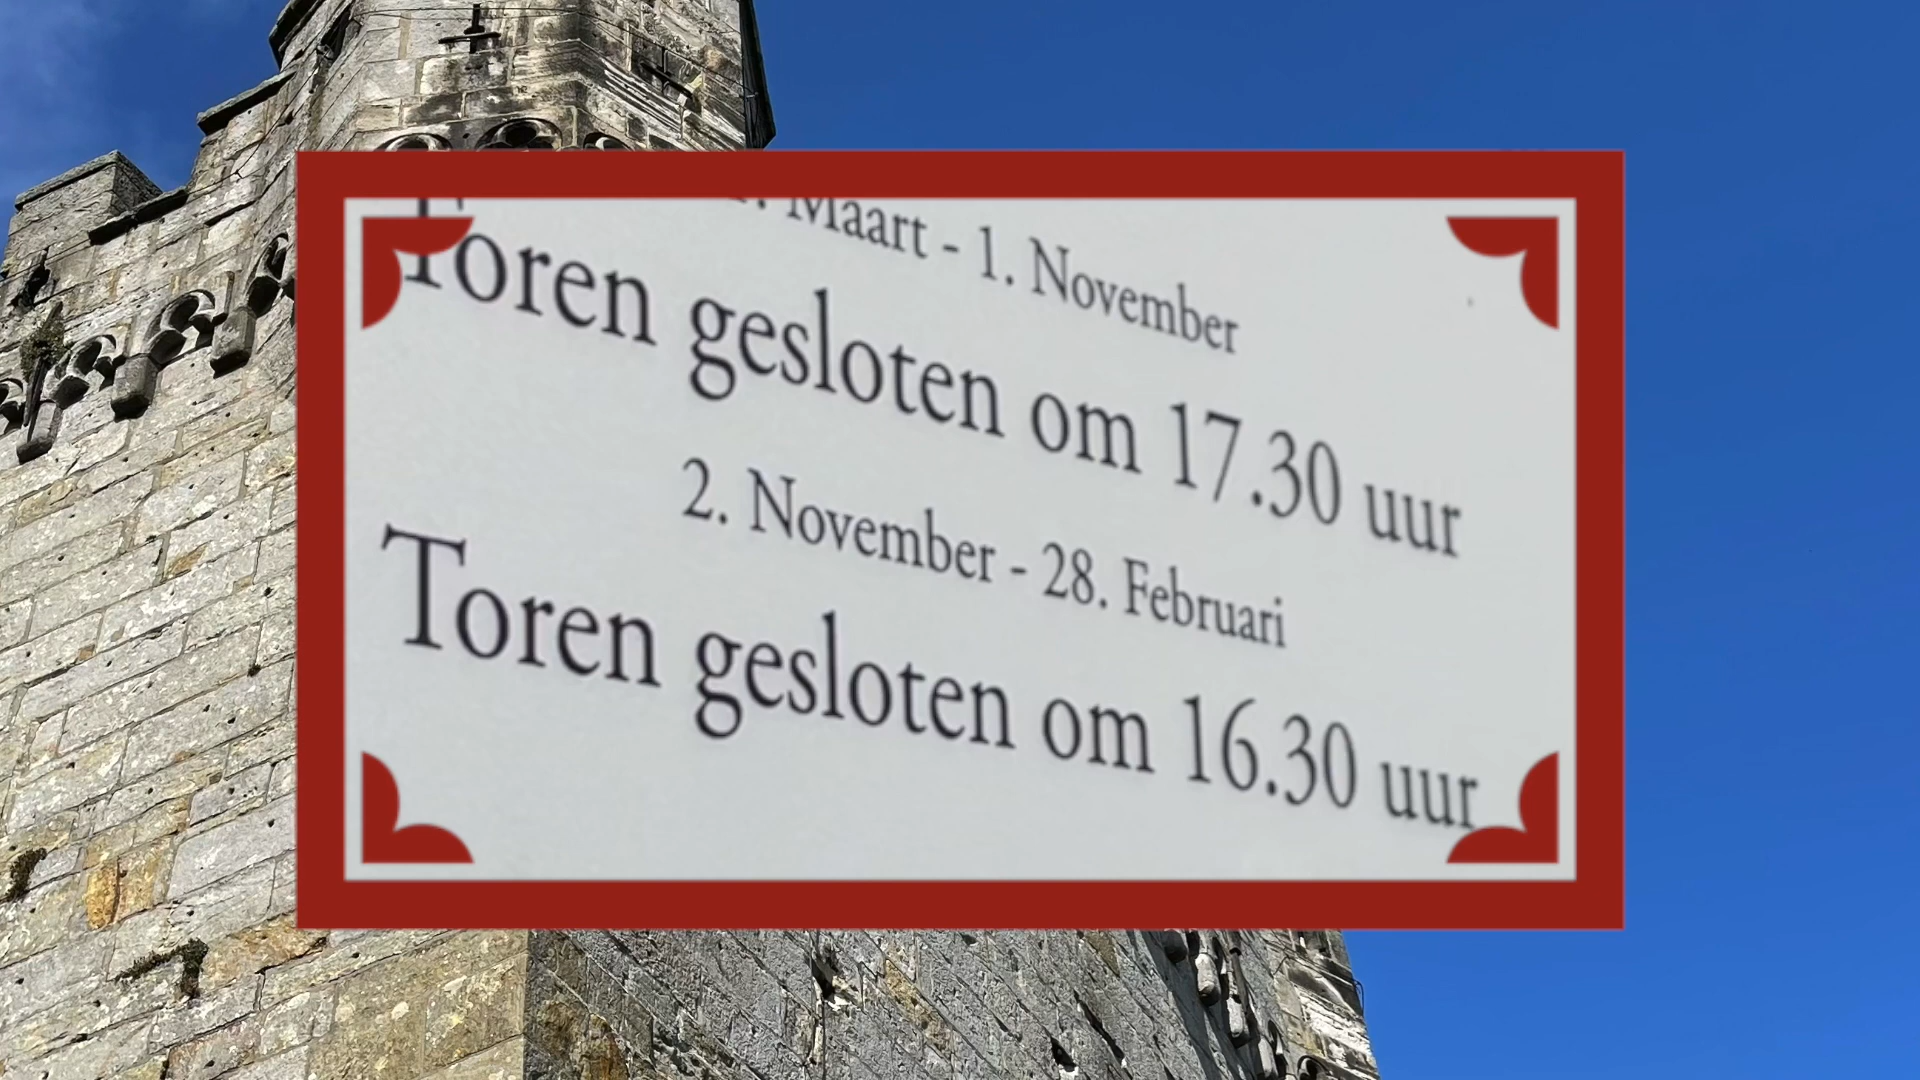 Maart - 1. November
Toren gesloten om 17.30 uur
2. November - 28. Februari
Toren gesloten om 16.30 uur